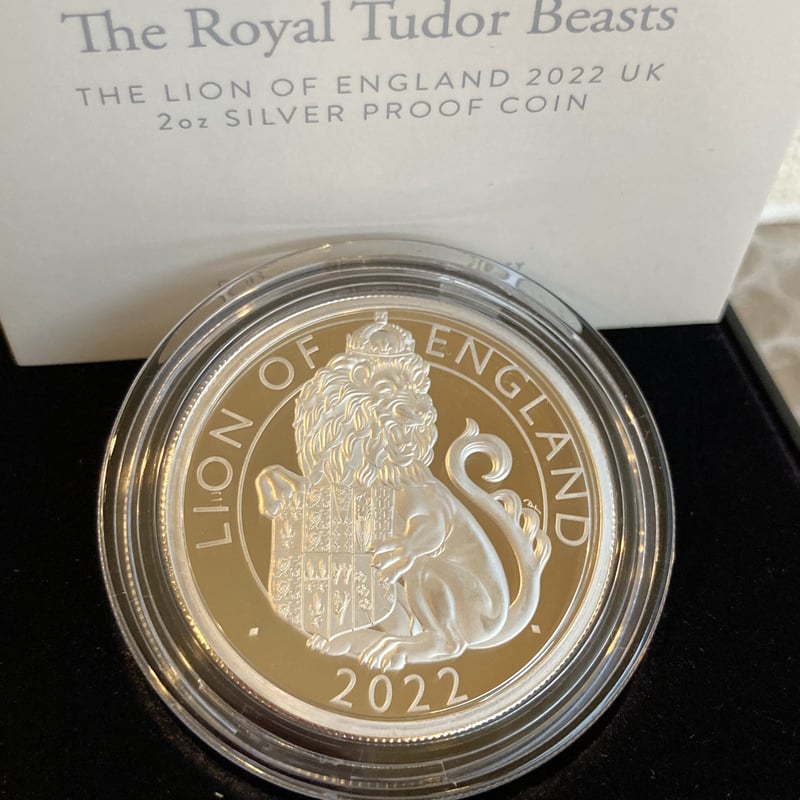 The Royal Tudor Beasts
THE LION OF ENGLAND 2022 UK
2oz SILVER PROOF COIN
LION OF ENGLAND
2022